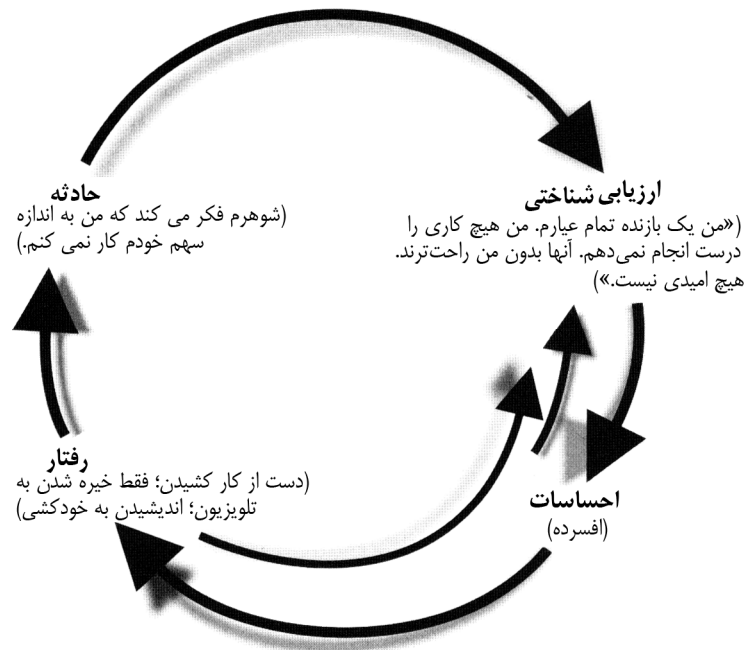 حادثه
(شوهرم فکر می کند که من به اندازه
سهم خودم کار نمی کنم.)
ارزیابی شناختی
(«من یک بازنده تمام عیارم. من هیچ کاری را
درست انجام نمی‌دهم. آنها بدون من راحت‌ترند.
هیچ امیدی نیست.»)
احساسات
(افسرده)
رفتار
(دست از کار کشیدن؛ فقط خیره شدن به
تلویزیون؛ اندیشیدن به خودکشی)